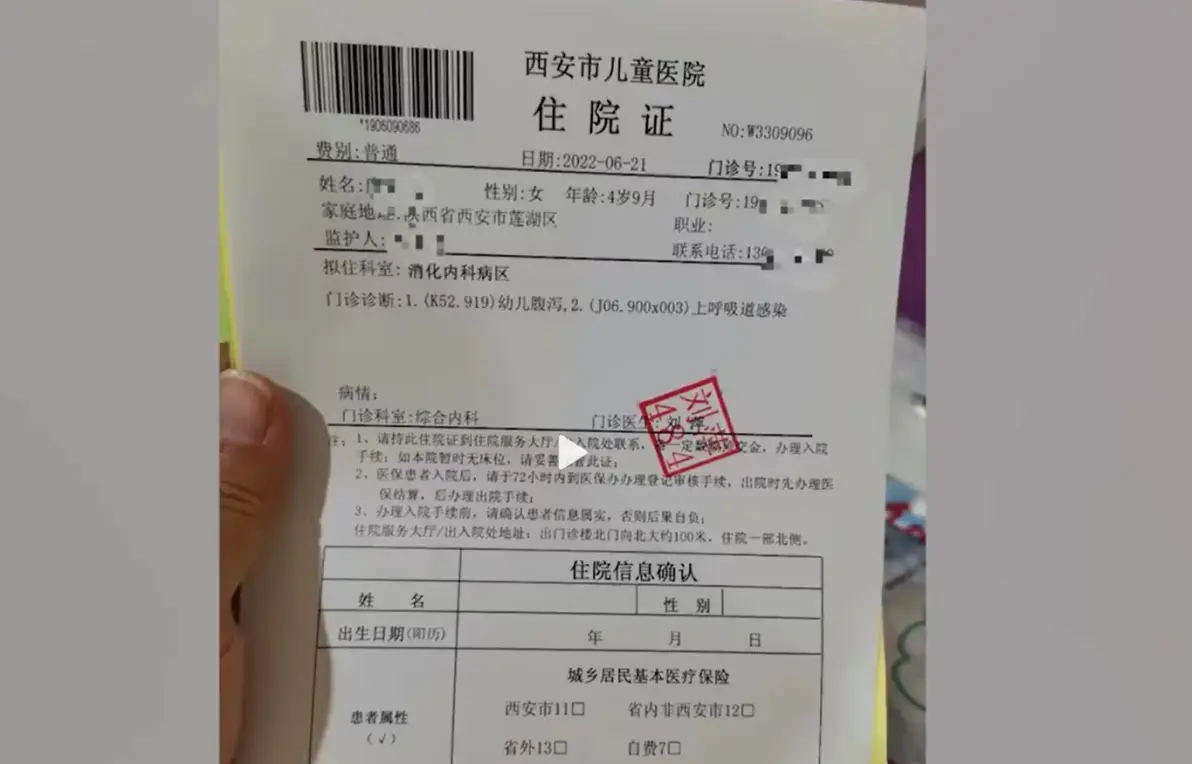 西安市儿童医院
住院证
*1906090686
NO:W3309096
费别:普通 日期:2022-06-21 门诊号:19
姓名: 性别:女 年龄:4岁9月 门诊号:19
家庭地 西省西安市莲湖区 职业:
监护人: 联系电话:13
拟住科室: 消化内科病区
门诊诊断:1.(K52.919)幼儿腹泻,2.(J06.900x003)上呼吸道感染
病情:
门诊科室:综合内科 门诊医生 刘萍
刘萍
484
注: 1、请持此住院证到住院服务大厅 入院处联系, 一定数 交金, 办理入院
手续; 如本院暂时无床位, 请妥善 管此证;
2、医保患者入院后, 请于72小时内到医保办办理登记审核手续, 出院时先办理医
保结算, 后办理出院手续;
3、办理入院手续前, 请确认患者信息属实, 否则后果自负;
住院服务大厅/出入院处地址: 出门诊楼北门向北大约100米, 住院一部北侧。
住院信息确认
姓 名 性 别
出生日期(阳历) 年 月 日
城乡居民基本医疗保险
患者属性
(√)
西安市11□ 省内非西安市12□
省外13□ 自费7□